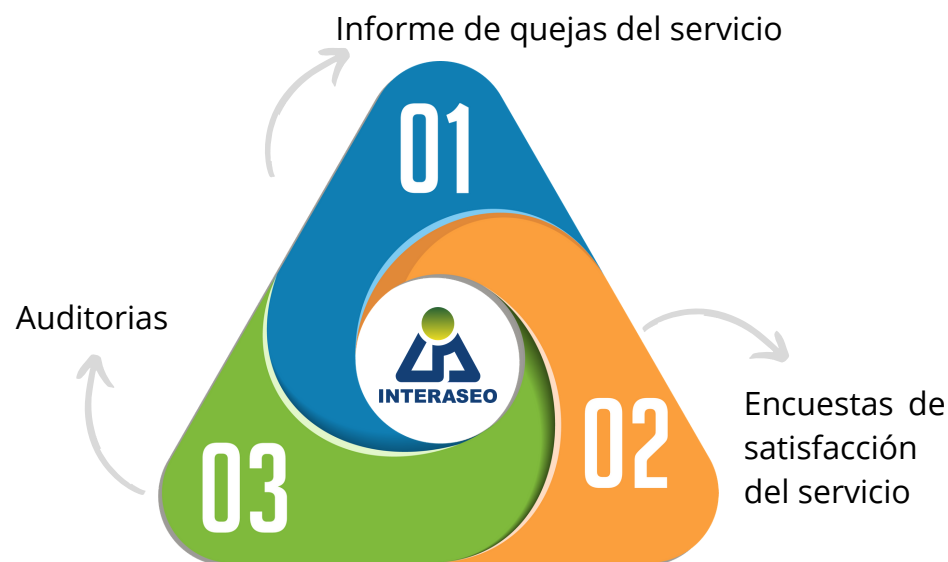 Informe de quejas del servicio
01
Auditorias
INTERASEO
Encuestas de
satisfacción
del servicio
02
03